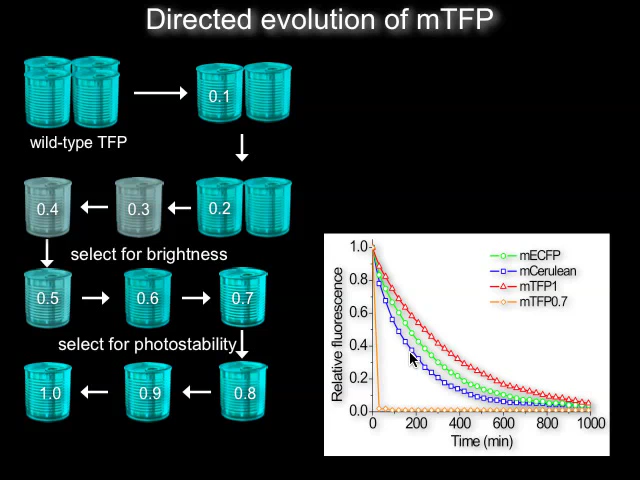 Directed evolution of mTFP
0.1
wild-type TFP
0.4
0.3
0.2
select for brightness
0.5
0.6
0.7
select for photostability
1.0
0.9
0.8
Relative fluorescence
1.0
0.8
0.6
0.4
0.2
0.0
mECFP
mCerulean
mTFP1
mTFP0.7
0 200 400 600 800 1000
Time (min)